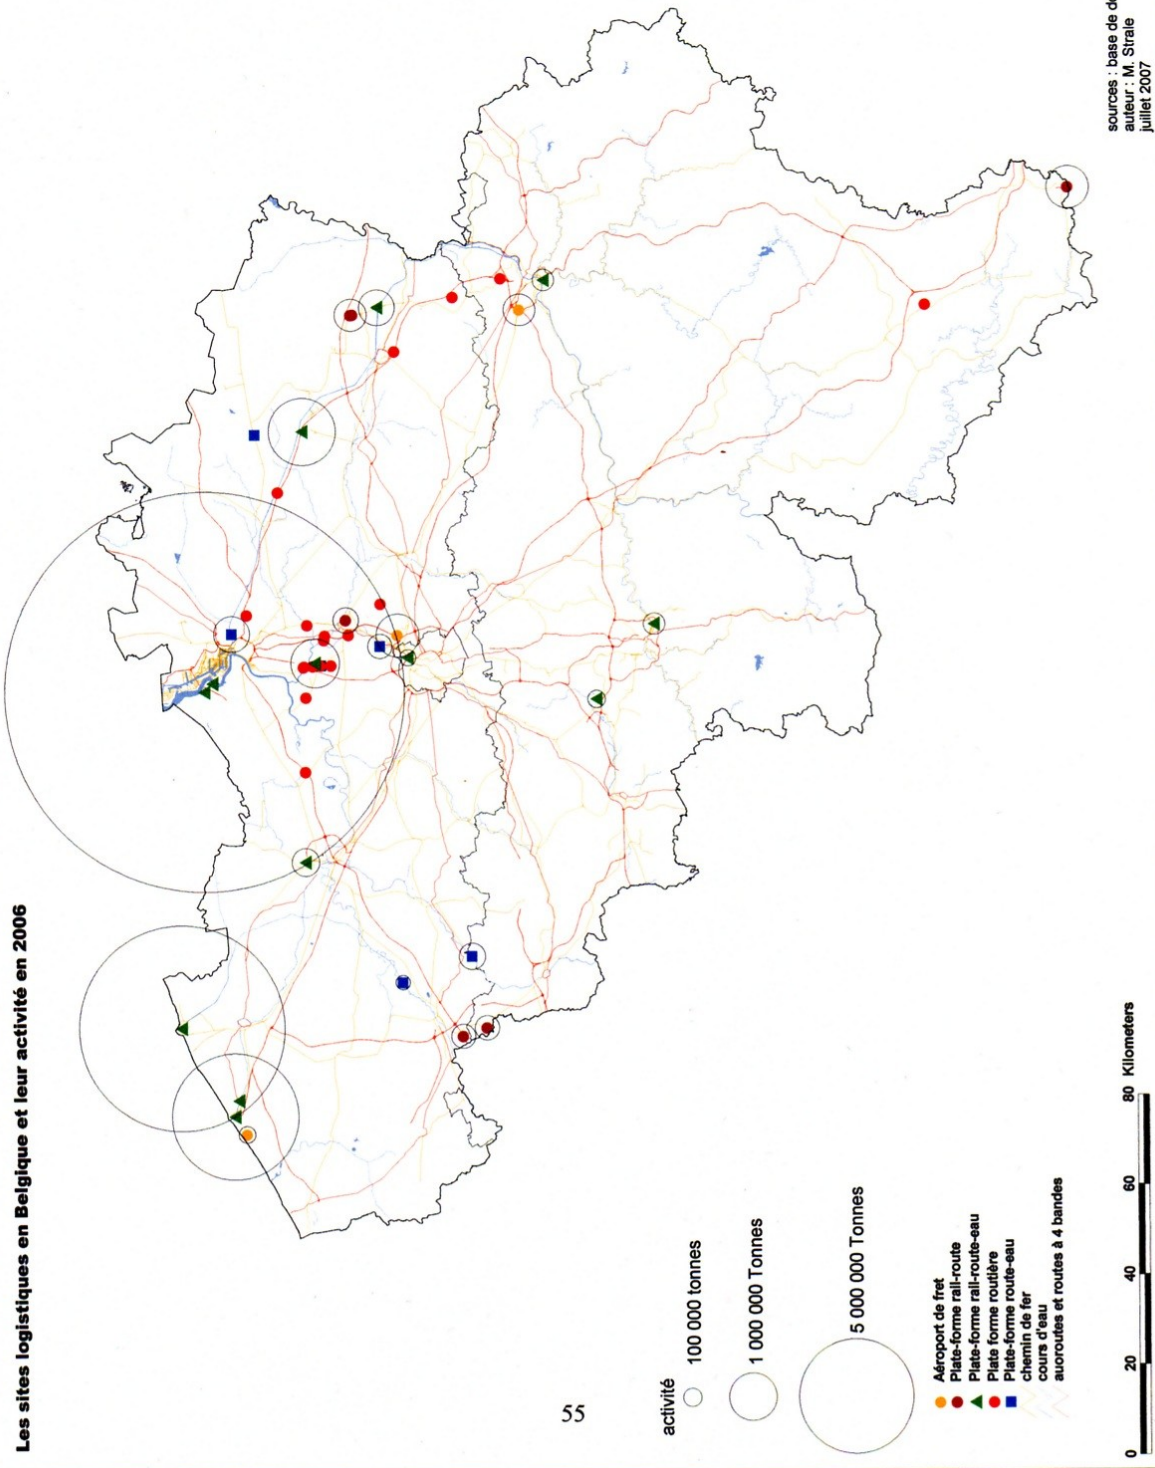 Les sites logistiques en Belgique et leur activité en 2006
activité
100 000 tonnes
1 000 000 Tonnes
5 000 000 Tonnes
Aéroport de fret
Plate-forme rail-route
Plate-forme rail-route-eau
Plate forme routière
Plate-forme route-eau
chemin de fer
cours d'eau
auoroutes et routes à 4 bandes
0 20 40 60 80 Kilometers
sources : base de
auteur : M. Strale
juillet 2007
55